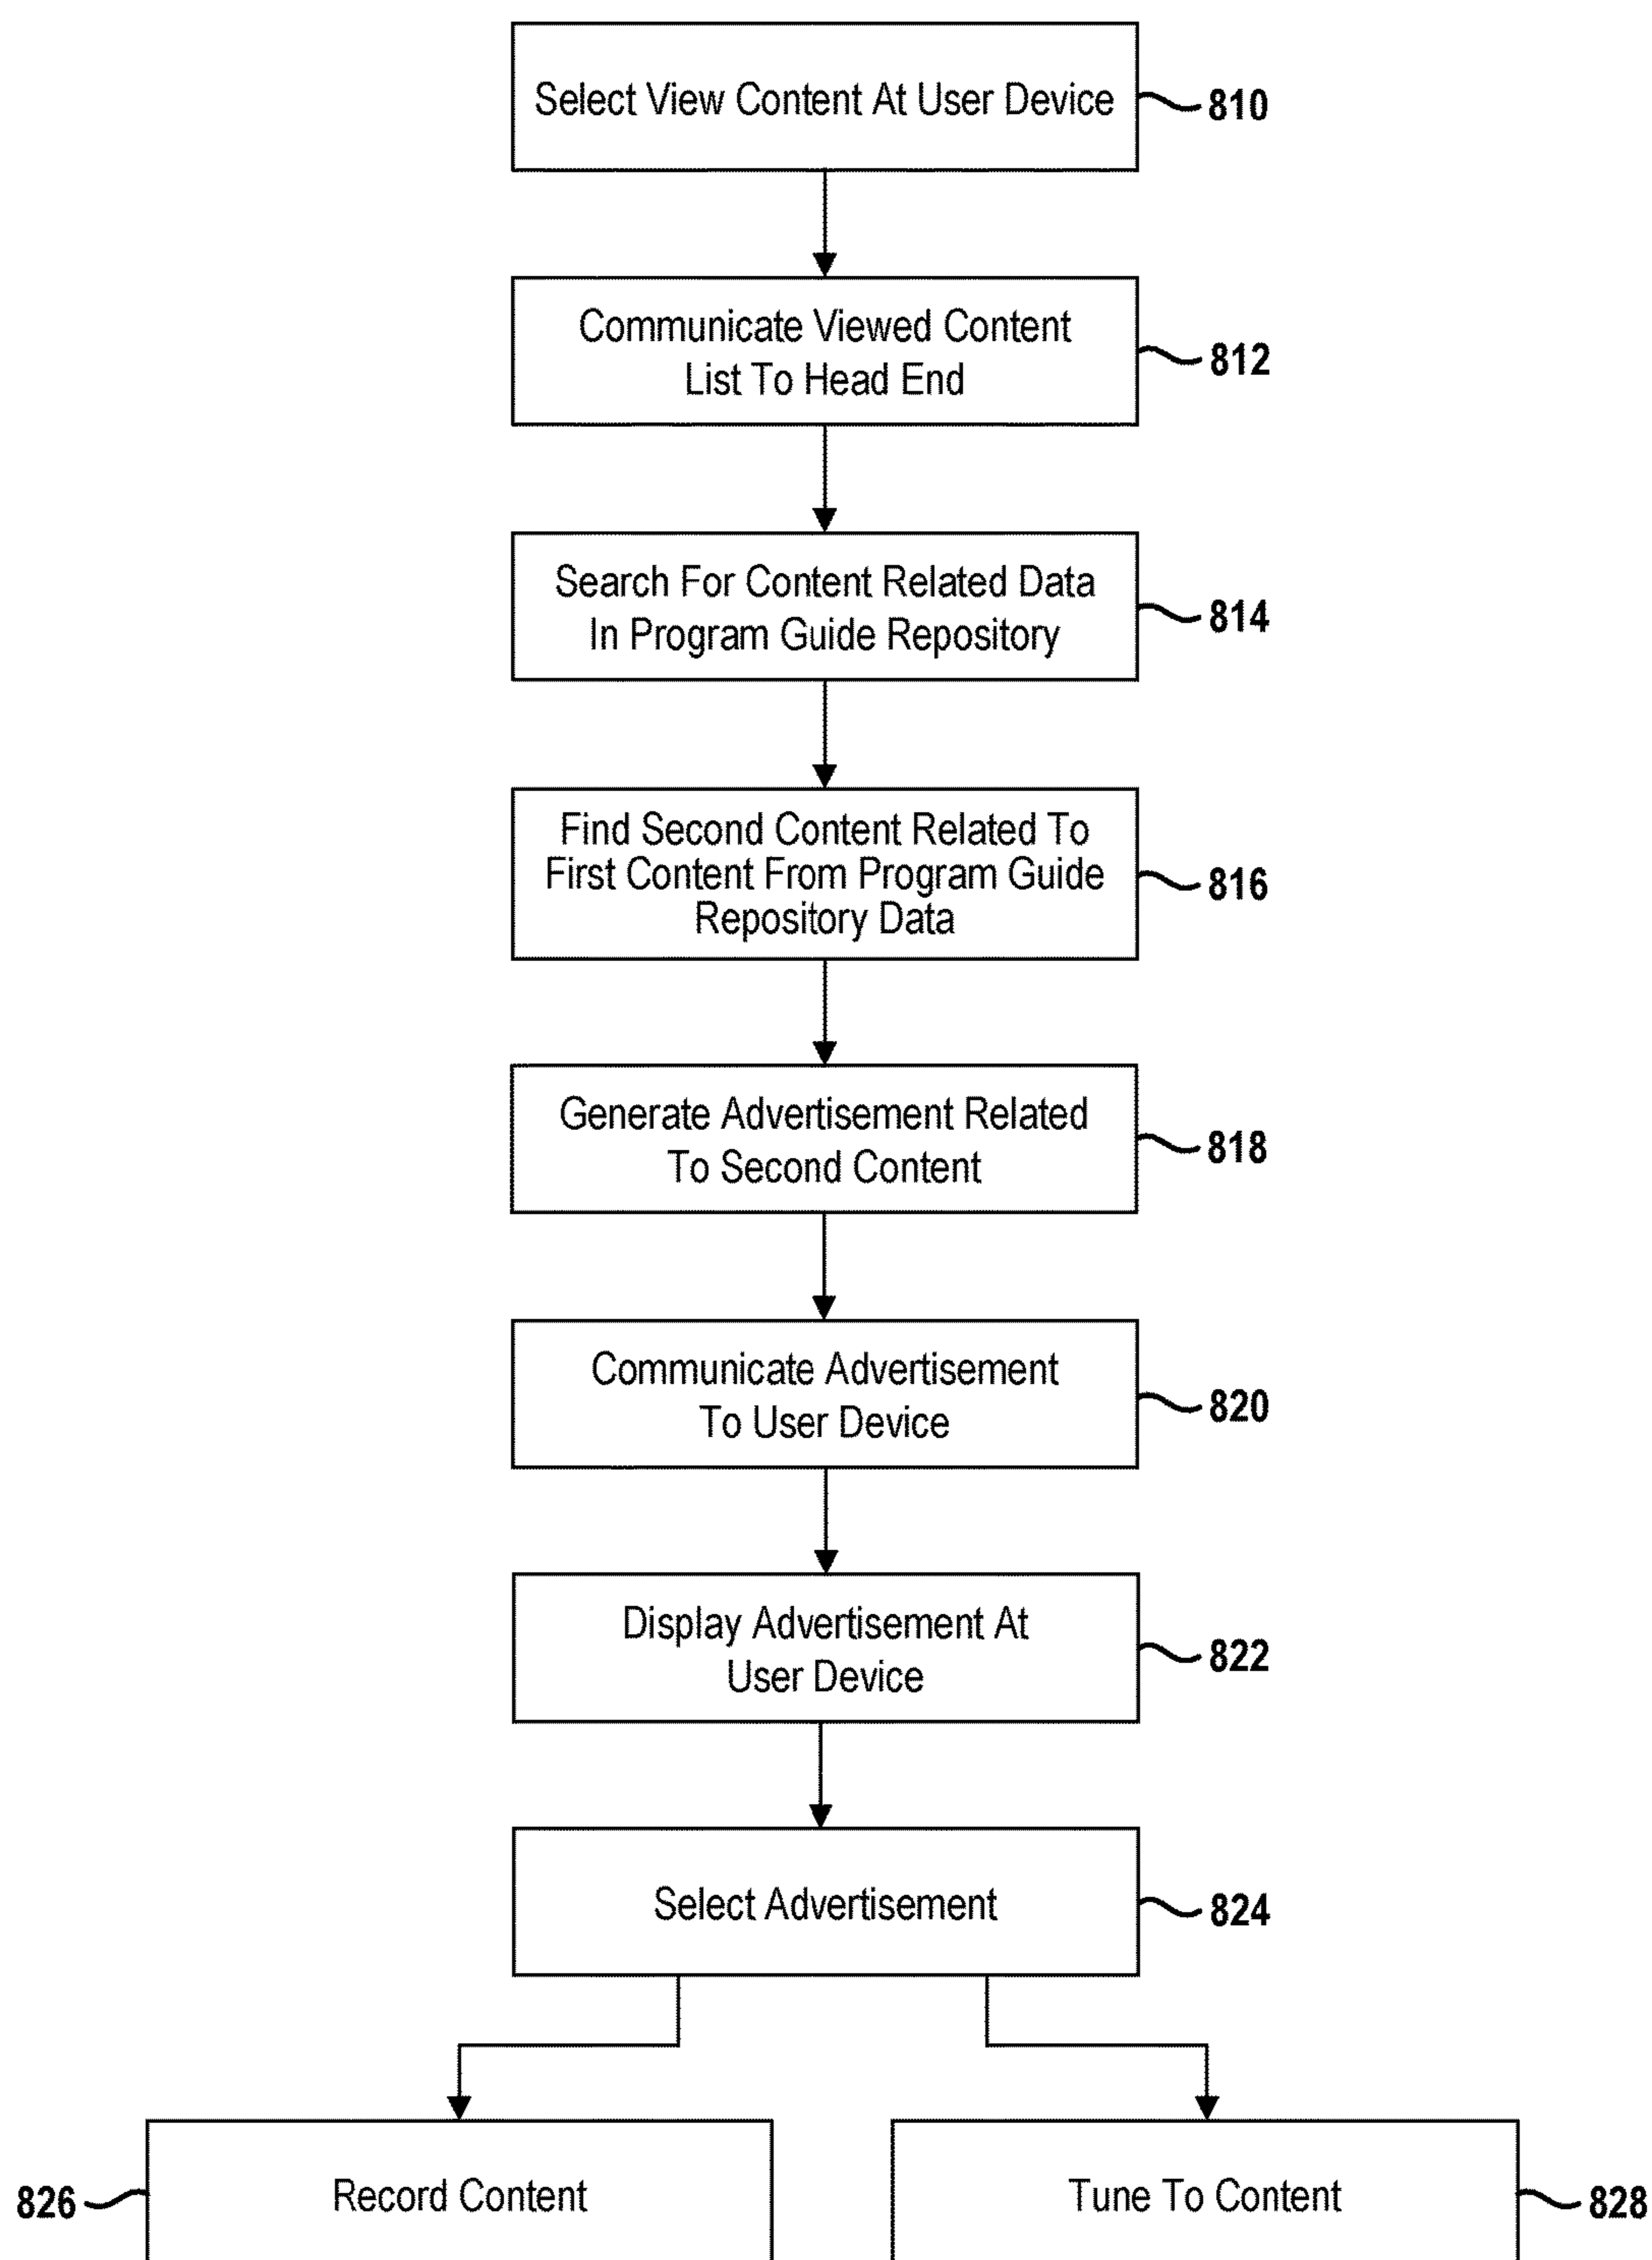 Select View Content At User Device
810
Communicate Viewed Content
List To Head End
812
Search For Content Related Data
In Program Guide Repository
814
Find Second Content Related To
First Content From Program Guide
Repository Data
816
Generate Advertisement Related
To Second Content
818
Communicate Advertisement
To User Device
820
Display Advertisement At
User Device
822
Select Advertisement
824
826
Record Content
Tune To Content
828